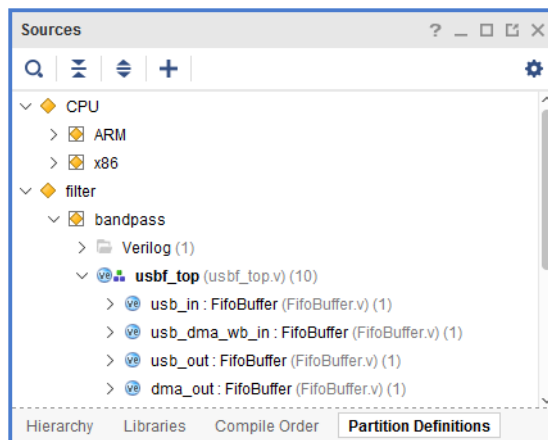 Sources
CPU
ARM
x86
filter
bandpass
Verilog (1)
usbf_top (usbf_top.v) (10)
usb_in : FifoBuffer (FifoBuffer.v) (1)
usb_dma_wb_in : FifoBuffer (FifoBuffer.v) (1)
usb_out : FifoBuffer (FifoBuffer.v) (1)
dma_out : FifoBuffer (FifoBuffer.v) (1)
Hierarchy Libraries Compile Order Partition Definitions